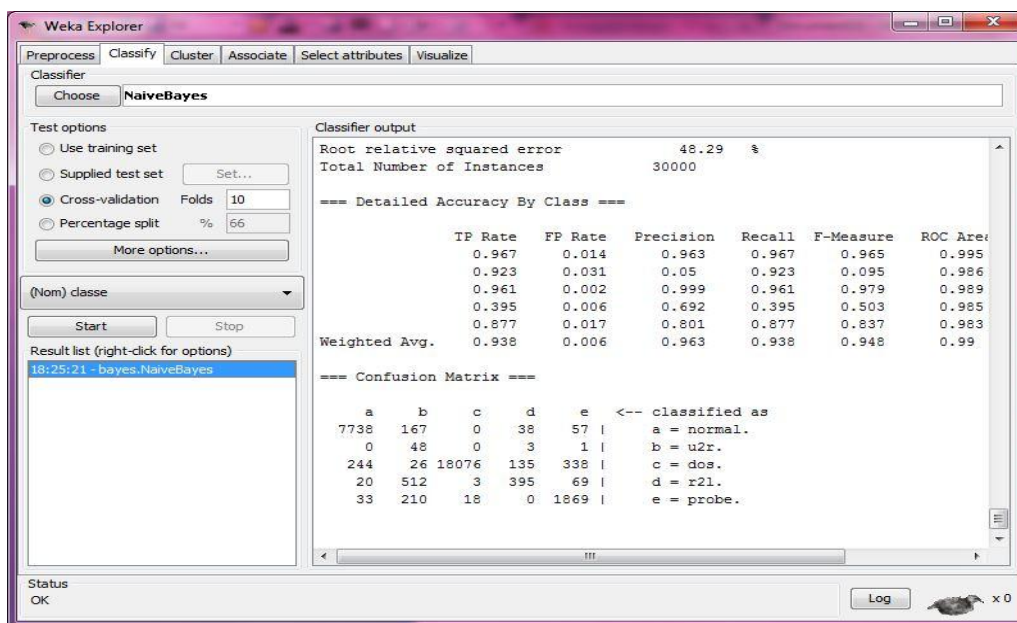 Weka Explorer
Preprocess Classify Cluster Associate Select attributes Visualize
Classifier
Choose NaiveBayes
Test options
Use training set
Supplied test set Set...
Cross-validation Folds 10
Percentage split % 66
More options...
(Nom) classe
Start Stop
Result list (right-click for options)
18:25:21 - bayes.NaiveBayes
Classifier output
Root relative squared error 48.29 %
Total Number of Instances 30000
=== Detailed Accuracy By Class ===
TP Rate FP Rate Precision Recall F-Measure ROC Area
0.967 0.014 0.963 0.967 0.965 0.995
0.923 0.031 0.05 0.923 0.095 0.986
0.961 0.002 0.999 0.961 0.979 0.989
0.395 0.006 0.692 0.395 0.503 0.985
0.877 0.017 0.801 0.877 0.837 0.983
Weighted Avg. 0.938 0.006 0.963 0.938 0.948 0.99
=== Confusion Matrix ===
a b c d e <-- classified as
7738 167 0 38 57 | a = normal.
0 48 0 3 1 | b = u2r.
244 26 18076 135 338 | c = dos.
20 512 3 395 69 | d = r2l.
33 210 18 0 1869 | e = probe.
Status
OK
Log x 0